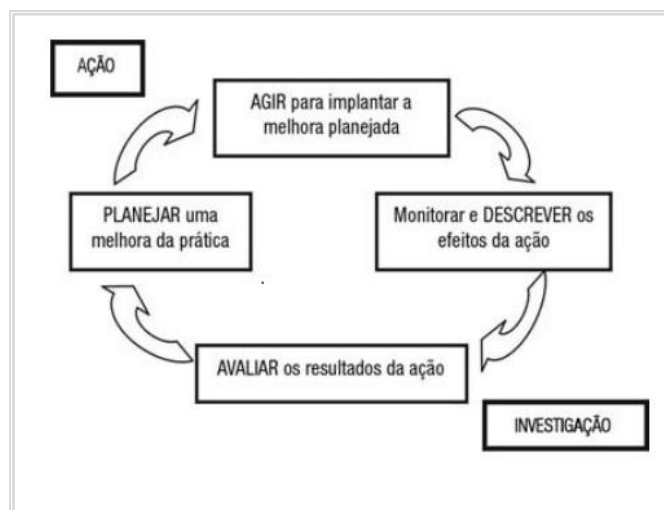 AÇÃO
AGIR para implantar a
melhora planejada
PLANEJAR uma
melhora da prática
Monitorar e DESCREVER os
efeitos da ação
AVALIAR os resultados da ação
INVESTIGAÇÃO